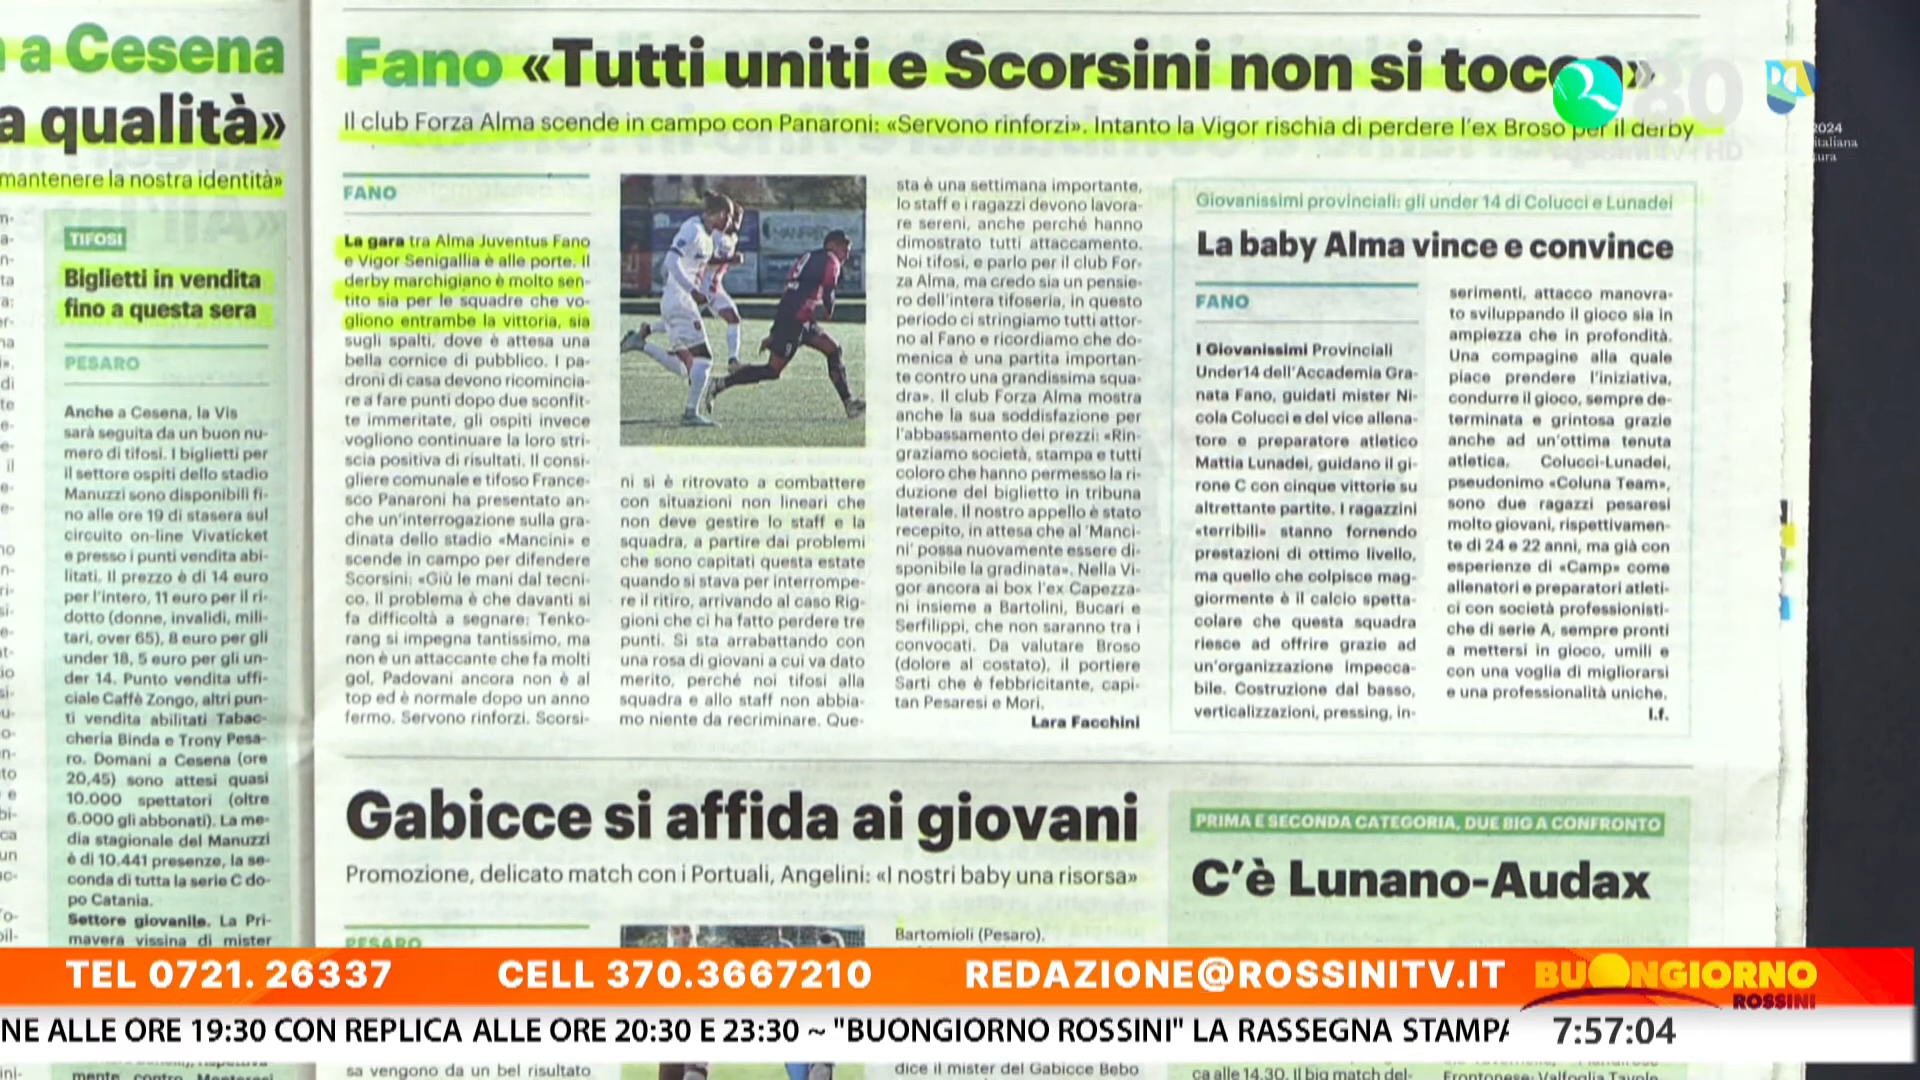 a Cesena
a qualità»
mantenere la nostra identità»
TIFOSI
Biglietti in vendita
fino a questa sera
PESARO
Anche a Cesena, la Vis
sarà seguita da un buon nu-
mero di tifosi. I biglietti per
il settore ospiti dello stadio
Manuzzi sono disponibili fi-
no alle ore 19 di stasera sul
circuito on-line Vivaticket
e presso i punti vendita abi-
litati. Il prezzo è di 14 euro
per l'intero, 11 euro per il ri-
dotto (donne, invalidi, mili-
tari, over 65), 8 euro per gli
under 18, 5 euro per gli un-
der 14. Punto vendita uffi-
ciale Caffè Zongo, altri pun-
ti vendita abilitati Tabac-
cheria Binda e Trony Pesa-
ro. Domani a Cesena (ore
20,45) sono attesi quasi
10.000 spettatori (oltre
6.000 gli abbonati). La me-
dia stagionale del Manuzzi
è di 10.441 presenze, la se-
conda di tutta la serie C do-
po Catania.
Settore giovanile. La Pri-
mavera vissina di mister
Fano «Tutti uniti e Scorsini non si tocca»
Il club Forza Alma scende in campo con Panaroni: «Servono rinforzi». Intanto la Vigor rischia di perdere l'ex Broso per il derby
FANO
La gara tra Alma Juventus Fano
e Vigor Senigallia è alle porte. Il
derby marchigiano è molto sen-
tito sia per le squadre che vo-
gliono entrambe la vittoria, sia
sugli spalti, dove è attesa una
bella cornice di pubblico. I pa-
droni di casa devono ricomincia-
re a fare punti dopo due sconfit-
te immeritate, gli ospiti invece
vogliono continuare la loro stri-
scia positiva di risultati. Il consi-
gliere comunale e tifoso France-
sco Panaroni ha presentato an-
che un'interrogazione sulla gra-
dinata dello stadio «Mancini» e
scende in campo per difendere
Scorsini: «Giù le mani dal tecni-
co. Il problema è che davanti si
fa difficoltà a segnare: Tenko-
rang si impegna tantissimo, ma
non è un attaccante che fa molti
gol, Padovani ancora non è al
top ed è normale dopo un anno
fermo. Servono rinforzi. Scorsi-
ni si è ritrovato a combattere
con situazioni non lineari che
non deve gestire lo staff e la
squadra, a partire dai problemi
che sono capitati questa estate
quando si stava per interrompe-
re il ritiro, arrivando al caso Rig-
gioni che ci ha fatto perdere tre
punti. Si sta arrabattando con
una rosa di giovani a cui va dato
merito, perché noi tifosi alla
squadra e allo staff non abbia-
mo niente da recriminare. Que-
sta è una settimana importante,
lo staff e i ragazzi devono lavora-
re sereni, anche perché hanno
dimostrato tutti attaccamento.
Noi tifosi, e parlo per il club For-
za Alma, ma credo sia un pensie-
ro dell'intera tifoseria, in questo
periodo ci stringiamo tutti attor-
no al Fano e ricordiamo che do-
menica è una partita importan-
te contro una grandissima squa-
dra». Il club Forza Alma mostra
anche la sua soddisfazione per
l'abbassamento dei prezzi: «Rin-
graziamo società, stampa e tutti
coloro che hanno permesso la ri-
duzione del biglietto in tribuna
laterale. Il nostro appello è stato
recepito, in attesa che al 'Manci-
ni' possa nuovamente essere di-
sponibile la gradinata». Nella Vi-
gor ancora ai box l'ex Capezza-
ni insieme a Bartolini, Bucari e
Serfilippi, che non saranno tra i
convocati. Da valutare Broso
(dolore al costato), il portiere
Sarti che è febbricitante, capi-
tan Pesaresi e Mori.
Lara Facchini
Giovanissimi provinciali: gli under 14 di Colucci e Lunadei
La baby Alma vince e convince
FANO
I Giovanissimi Provinciali
Under14 dell'Accademia Gra-
nata Fano, guidati mister Ni-
cola Colucci e del vice allena-
tore e preparatore atletico
Mattia Lunadei, guidano il gi-
rone C con cinque vittorie su
altrettante partite. I ragazzini
«terribili» stanno fornendo
prestazioni di ottimo livello,
ma quello che colpisce mag-
giormente è il calcio spetta-
colare che questa squadra
riesce ad offrire grazie ad
un'organizzazione impecca-
bile. Costruzione dal basso,
verticalizzazioni, pressing, in-
serimenti, attacco manovra-
to sviluppando il gioco sia in
ampiezza che in profondità.
Una compagine alla quale
piace prendere l'iniziativa,
condurre il gioco, sempre de-
terminata e grintosa grazie
anche ad un'ottima tenuta
atletica. Colucci-Lunadei,
pseudonimo «Coluna Team»,
sono due ragazzi pesaresi
molto giovani, rispettivamen-
te di 24 e 22 anni, ma già con
esperienze di «Camp» come
allenatori e preparatori atleti-
ci con società professionisti-
che di serie A, sempre pronti
a mettersi in gioco, umili e
con una voglia di migliorarsi
e una professionalità uniche.
l.f.
Gabicce si affida ai giovani
Promozione, delicato match con i Portuali, Angelini: «I nostri baby una risorsa»
PESARO
Bartomioli (Pesaro).
PRIMA E SECONDA CATEGORIA, DUE BIG A CONFRONTO
C'è Lunano-Audax
80
2024
italiana
TEL 0721.26337 CELL 370.3667210 REDAZIONE@ROSSINITV.IT
BUONGIORNO
ROSSINI
NE ALLE ORE 19:30 CON REPLICA ALLE ORE 20:30 E 23:30 ~ "BUONGIORNO ROSSINI" LA RASSEGNA STAMPA
7:57:04
sa vengono da un bel risultato
dice il mister del Gabicce Bebo
ca alle 14.30. Il big match del-